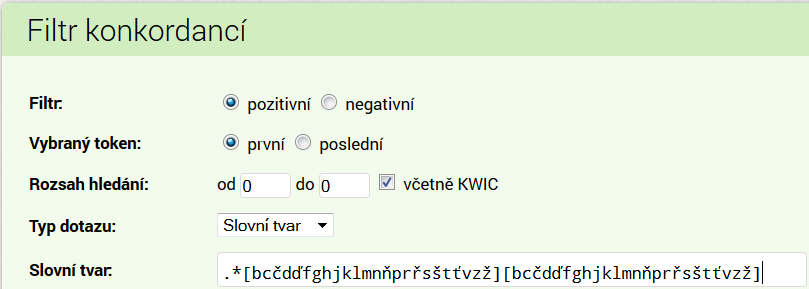 Filtr konkordancí
Filtr: pozitivní negativní
Vybraný token: první poslední
Rozsah hledání: od 0 do 0 včetně KWIC
Typ dotazu: Slovní tvar
Slovní tvar: .*[bcčdďfghjklmnňprřsštťvzž][bcčdďfghjklmnňprřsštťvzž]